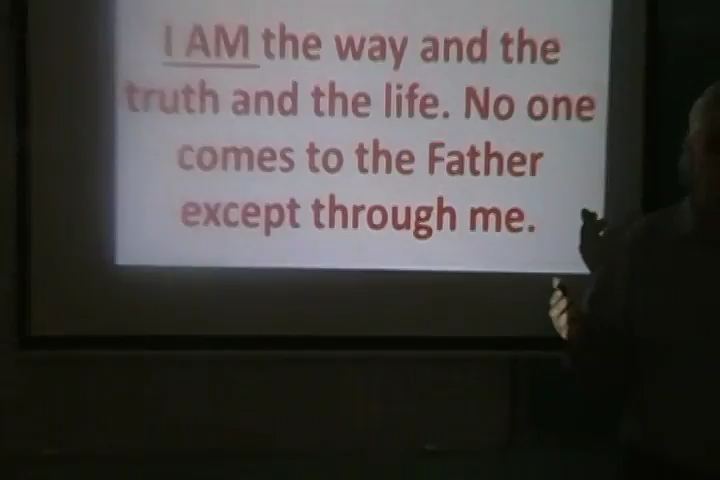 I AM the way and the
truth and the life. No one
comes to the Father
except through me.